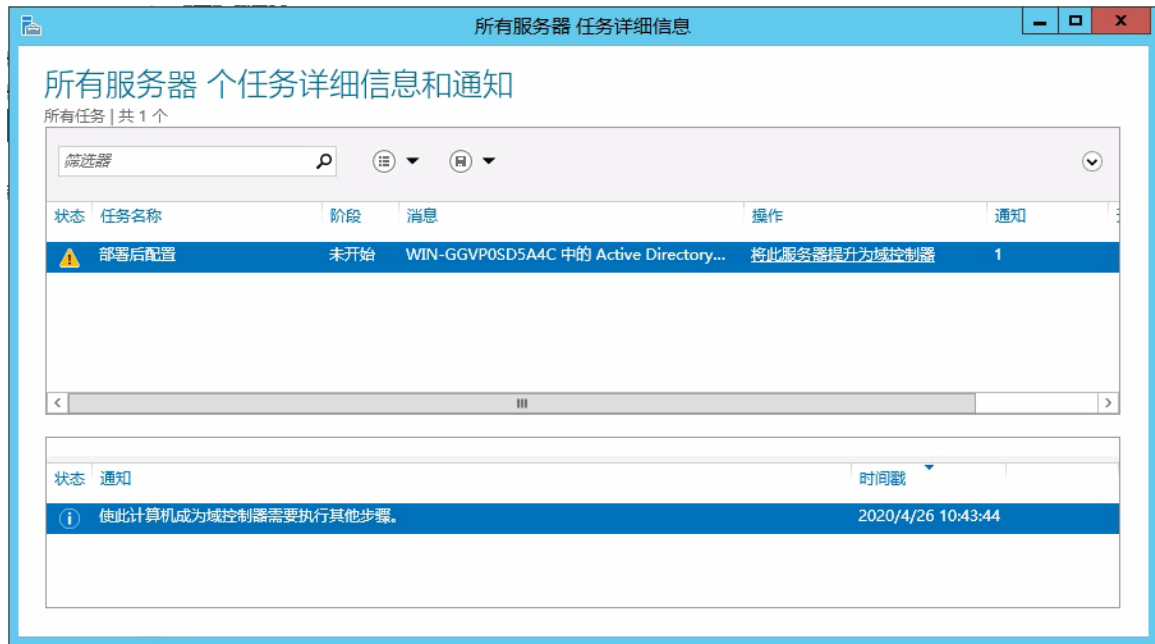 所有服务器 任务详细信息
所有服务器 个任务详细信息和通知
所有任务 | 共 1 个
筛选器
状态 任务名称 阶段 消息 操作 通知
部署后配置 未开始 WIN-GGVP0SD5A4C 中的 Active Directory... 将此服务器提升为域控制器 1
状态 通知 时间戳
使此计算机成为域控制器需要执行其他步骤。 2020/4/26 10:43:44